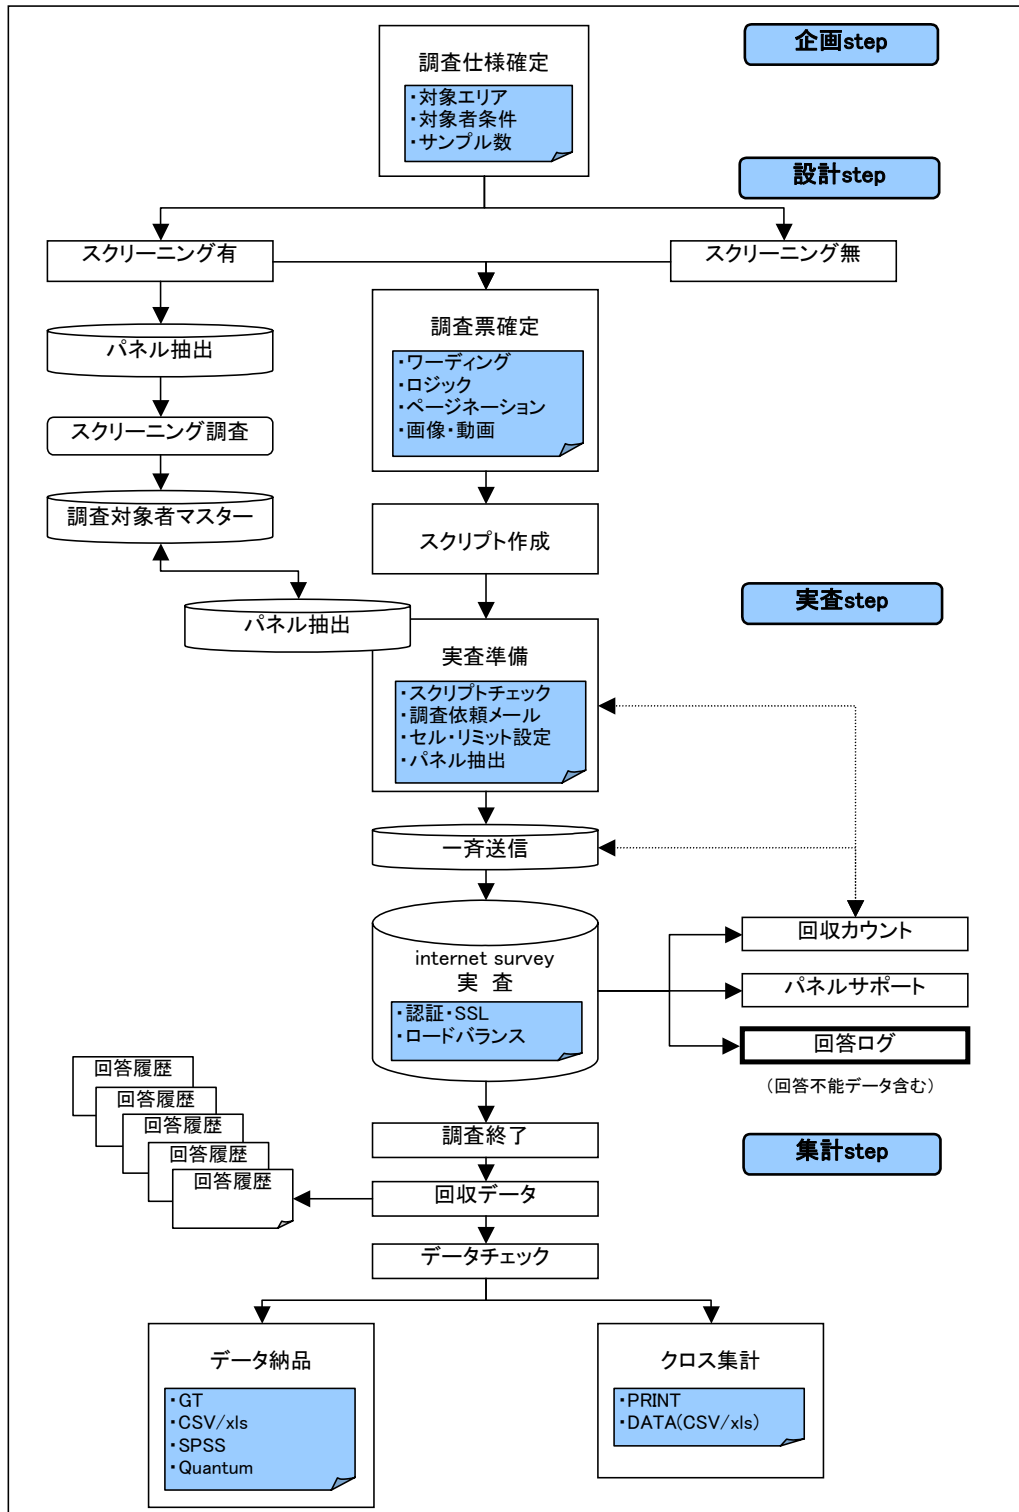 企画step
調査仕様確定
・対象エリア
・対象者条件
・サンプル数
設計step
スクリーニング有
スクリーニング無
調査票確定
・ワーディング
・ロジック
・ページネーション
・画像・動画
パネル抽出
スクリーニング調査
調査対象者マスター
スクリプト作成
実査step
パネル抽出
実査準備
・スクリプトチェック
・調査依頼メール
・セル・リミット設定
・パネル抽出
一斉送信
internet survey
実 査
・認証・SSL
・ロードバランス
回収カウント
パネルサポート
回答ログ
（回答不能データ含む）
回答履歴
回答履歴
回答履歴
回答履歴
回答履歴
調査終了
集計step
回収データ
データチェック
データ納品
・GT
・CSV/xls
・SPSS
・Quantum
クロス集計
・PRINT
・DATA(CSV/xls)